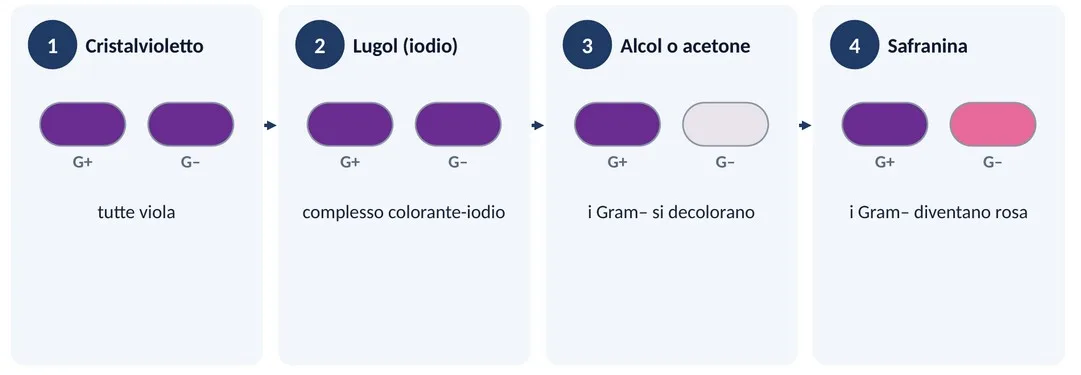 1 Cristalvioletto
G+ G–
tutte viola
2 Lugol (iodio)
G+ G–
complesso colorante-iodio
3 Alcol o acetone
G+ G–
i Gram– si decolorano
4 Safranina
G+ G–
i Gram– diventano rosa